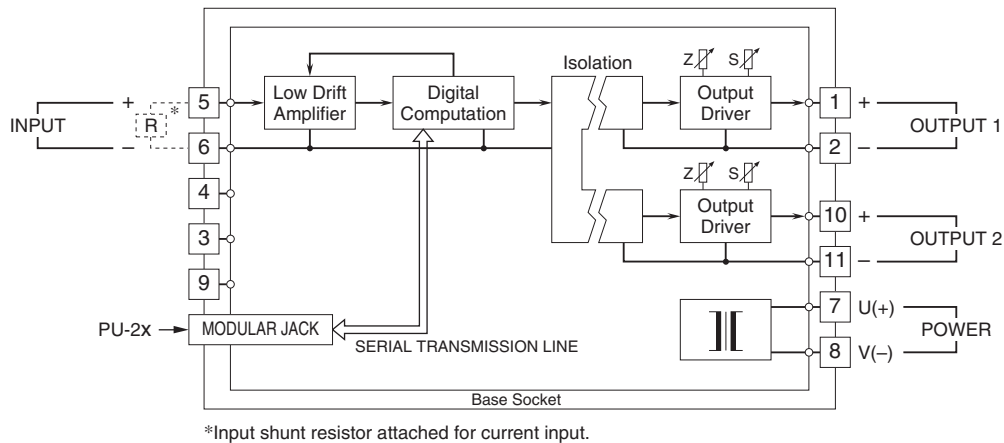 Isolation
Z S
Low Drift
Amplifier
Digital
Computation
Output
Driver
INPUT
+
–
R
*
5
6
4
3
9
1 +
2 –
OUTPUT 1
Z S
Output
Driver
10 +
11 –
OUTPUT 2
7 U(+)
8 V(–)
POWER
PU-2x
MODULAR JACK
SERIAL TRANSMISSION LINE
Base Socket
*Input shunt resistor attached for current input.